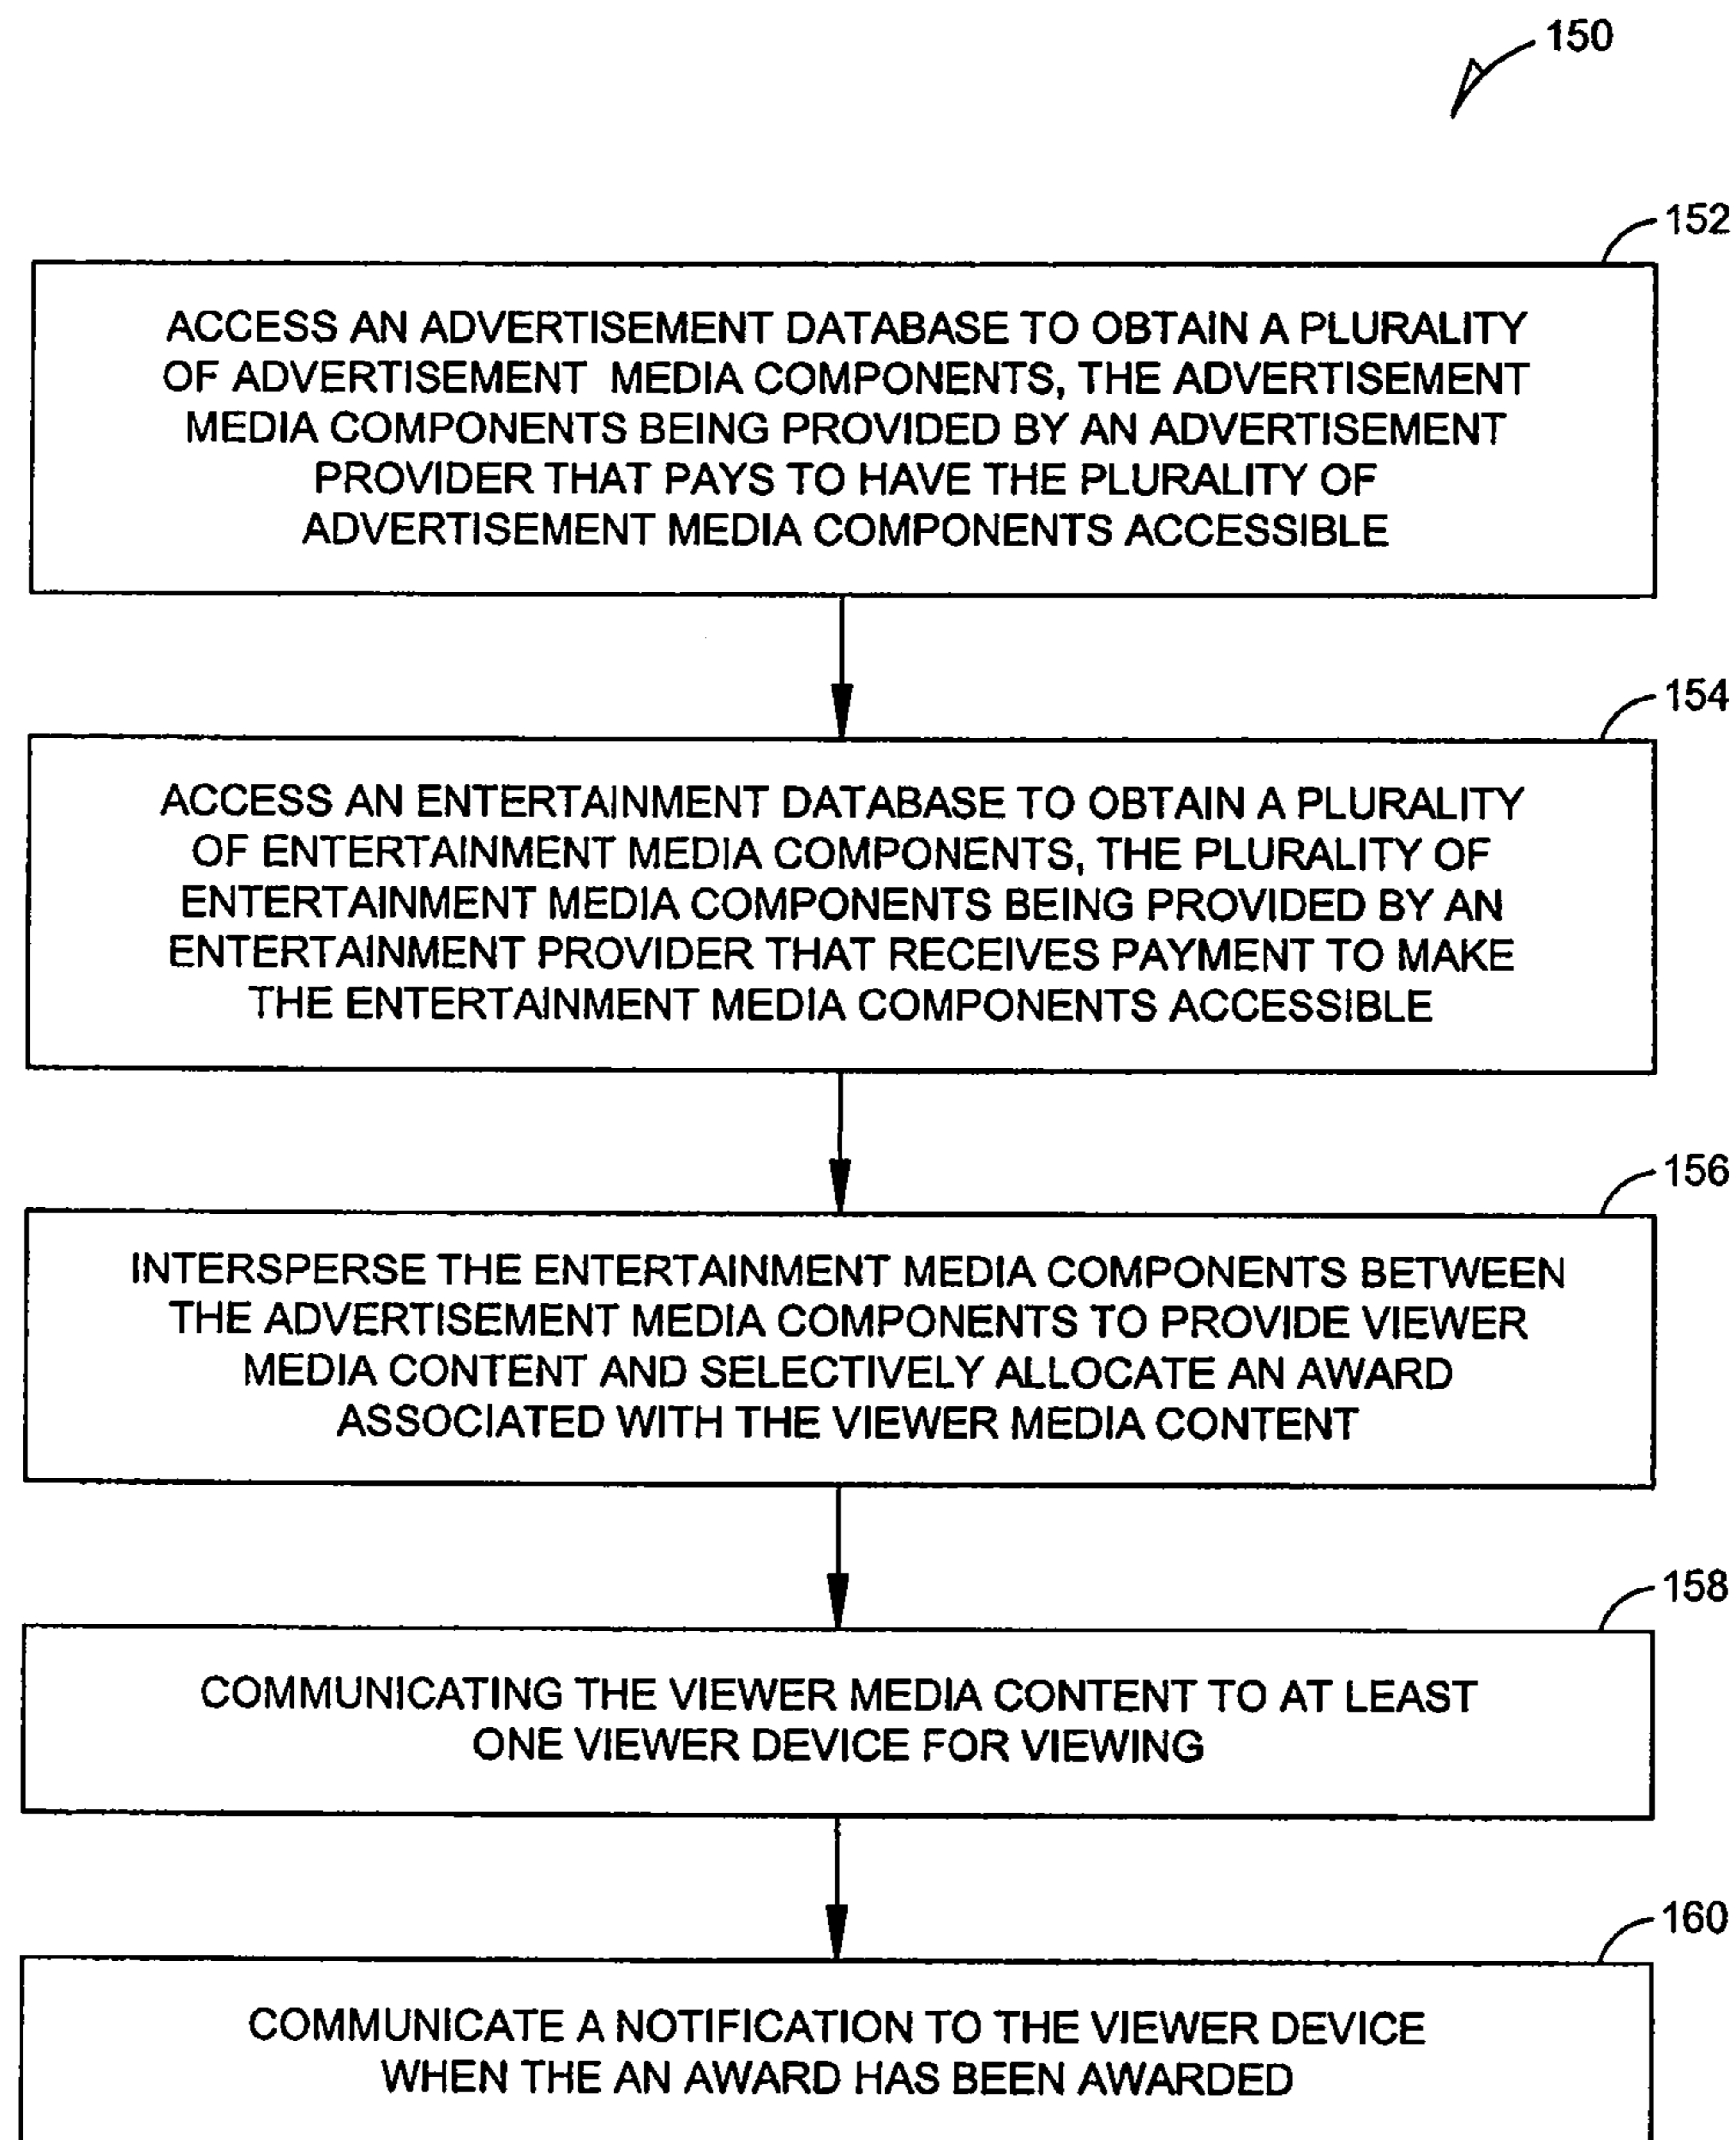 150
152
ACCESS AN ADVERTISEMENT DATABASE TO OBTAIN A PLURALITY
OF ADVERTISEMENT MEDIA COMPONENTS, THE ADVERTISEMENT
MEDIA COMPONENTS BEING PROVIDED BY AN ADVERTISEMENT
PROVIDER THAT PAYS TO HAVE THE PLURALITY OF
ADVERTISEMENT MEDIA COMPONENTS ACCESSIBLE
154
ACCESS AN ENTERTAINMENT DATABASE TO OBTAIN A PLURALITY
OF ENTERTAINMENT MEDIA COMPONENTS, THE PLURALITY OF
ENTERTAINMENT MEDIA COMPONENTS BEING PROVIDED BY AN
ENTERTAINMENT PROVIDER THAT RECEIVES PAYMENT TO MAKE
THE ENTERTAINMENT MEDIA COMPONENTS ACCESSIBLE
156
INTERSPERSE THE ENTERTAINMENT MEDIA COMPONENTS BETWEEN
THE ADVERTISEMENT MEDIA COMPONENTS TO PROVIDE VIEWER
MEDIA CONTENT AND SELECTIVELY ALLOCATE AN AWARD
ASSOCIATED WITH THE VIEWER MEDIA CONTENT
158
COMMUNICATING THE VIEWER MEDIA CONTENT TO AT LEAST
ONE VIEWER DEVICE FOR VIEWING
160
COMMUNICATE A NOTIFICATION TO THE VIEWER DEVICE
WHEN THE AN AWARD HAS BEEN AWARDED